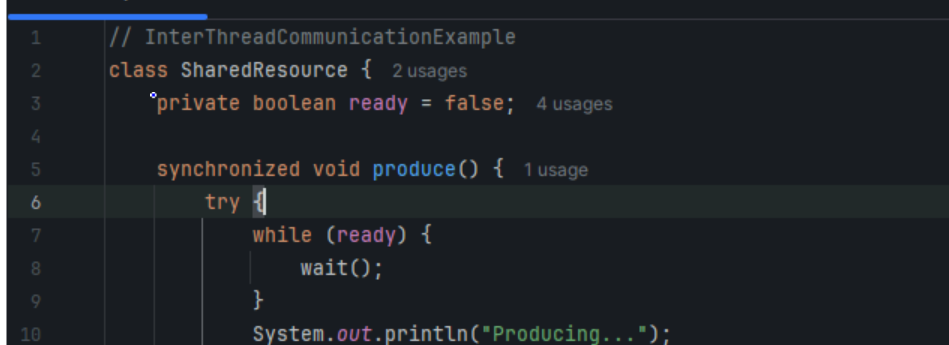 1 // InterThreadCommunicationExample
2 class SharedResource { 2 usages
3 private boolean ready = false; 4 usages
4
5 synchronized void produce() { 1 usage
6 try {
7 while (ready) {
8 wait();
9 }
10 System.out.println("Producing...");